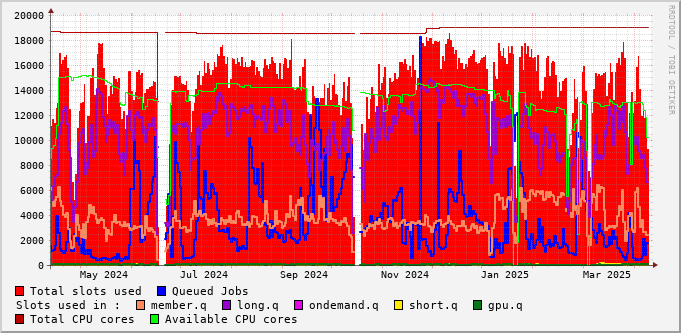 20000
18000
16000
14000
12000
10000
8000
6000
4000
2000
0
May 2024 Jul 2024 Sep 2024 Nov 2024 Jan 2025 Mar 2025
RRDTOOL / TOBI OETIKER
Total slots used Queued Jobs
Slots used in : member.q long.q ondemand.q short.q gpu.q
Total CPU cores Available CPU cores